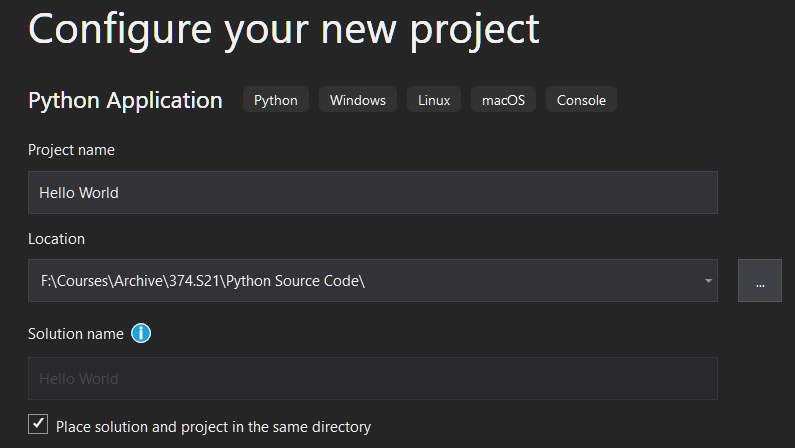 Configure your new project
Python Application Python Windows Linux macOS Console
Project name
Hello World
Location
F:\Courses\Archive\374.S21\Python Source Code\
...
Solution name
Hello World
Place solution and project in the same directory